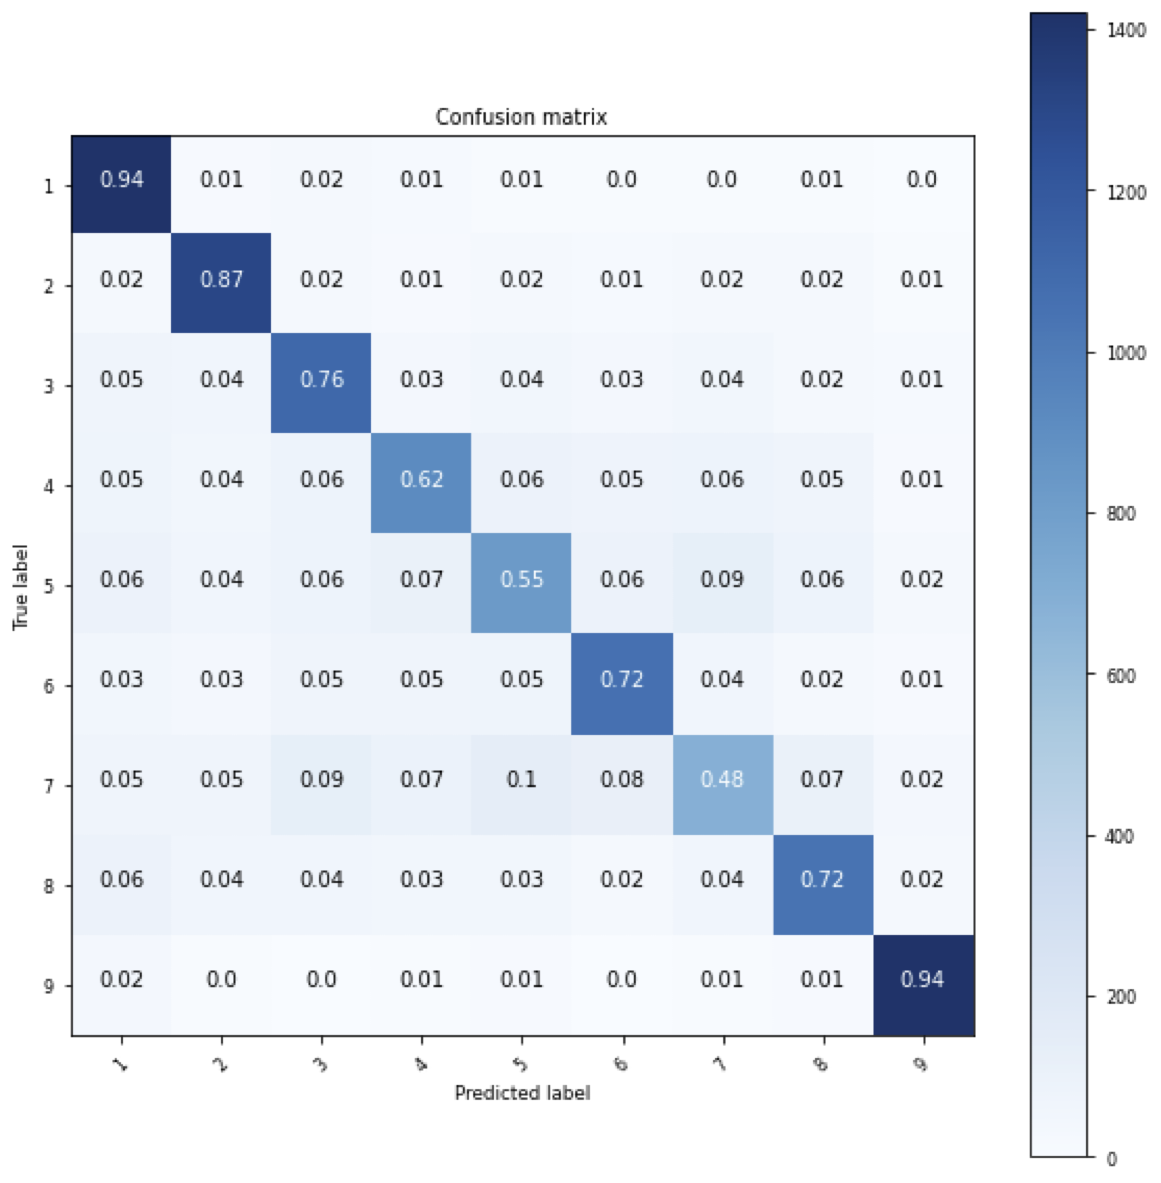 Confusion matrix
1 0.94 0.01 0.02 0.01 0.01 0.0 0.0 0.01 0.0
2 0.02 0.87 0.02 0.01 0.02 0.01 0.02 0.02 0.01
3 0.05 0.04 0.76 0.03 0.04 0.03 0.04 0.02 0.01
4 0.05 0.04 0.06 0.62 0.06 0.05 0.06 0.05 0.01
5 0.06 0.04 0.06 0.07 0.55 0.06 0.09 0.06 0.02
6 0.03 0.03 0.05 0.05 0.05 0.72 0.04 0.02 0.01
7 0.05 0.05 0.09 0.07 0.1 0.08 0.48 0.07 0.02
8 0.06 0.04 0.04 0.03 0.03 0.02 0.04 0.72 0.02
9 0.02 0.0 0.0 0.01 0.01 0.0 0.01 0.01 0.94
1 2 3 4 5 6 7 8 9
Predicted label
True label
1400
1200
1000
800
600
400
200
0